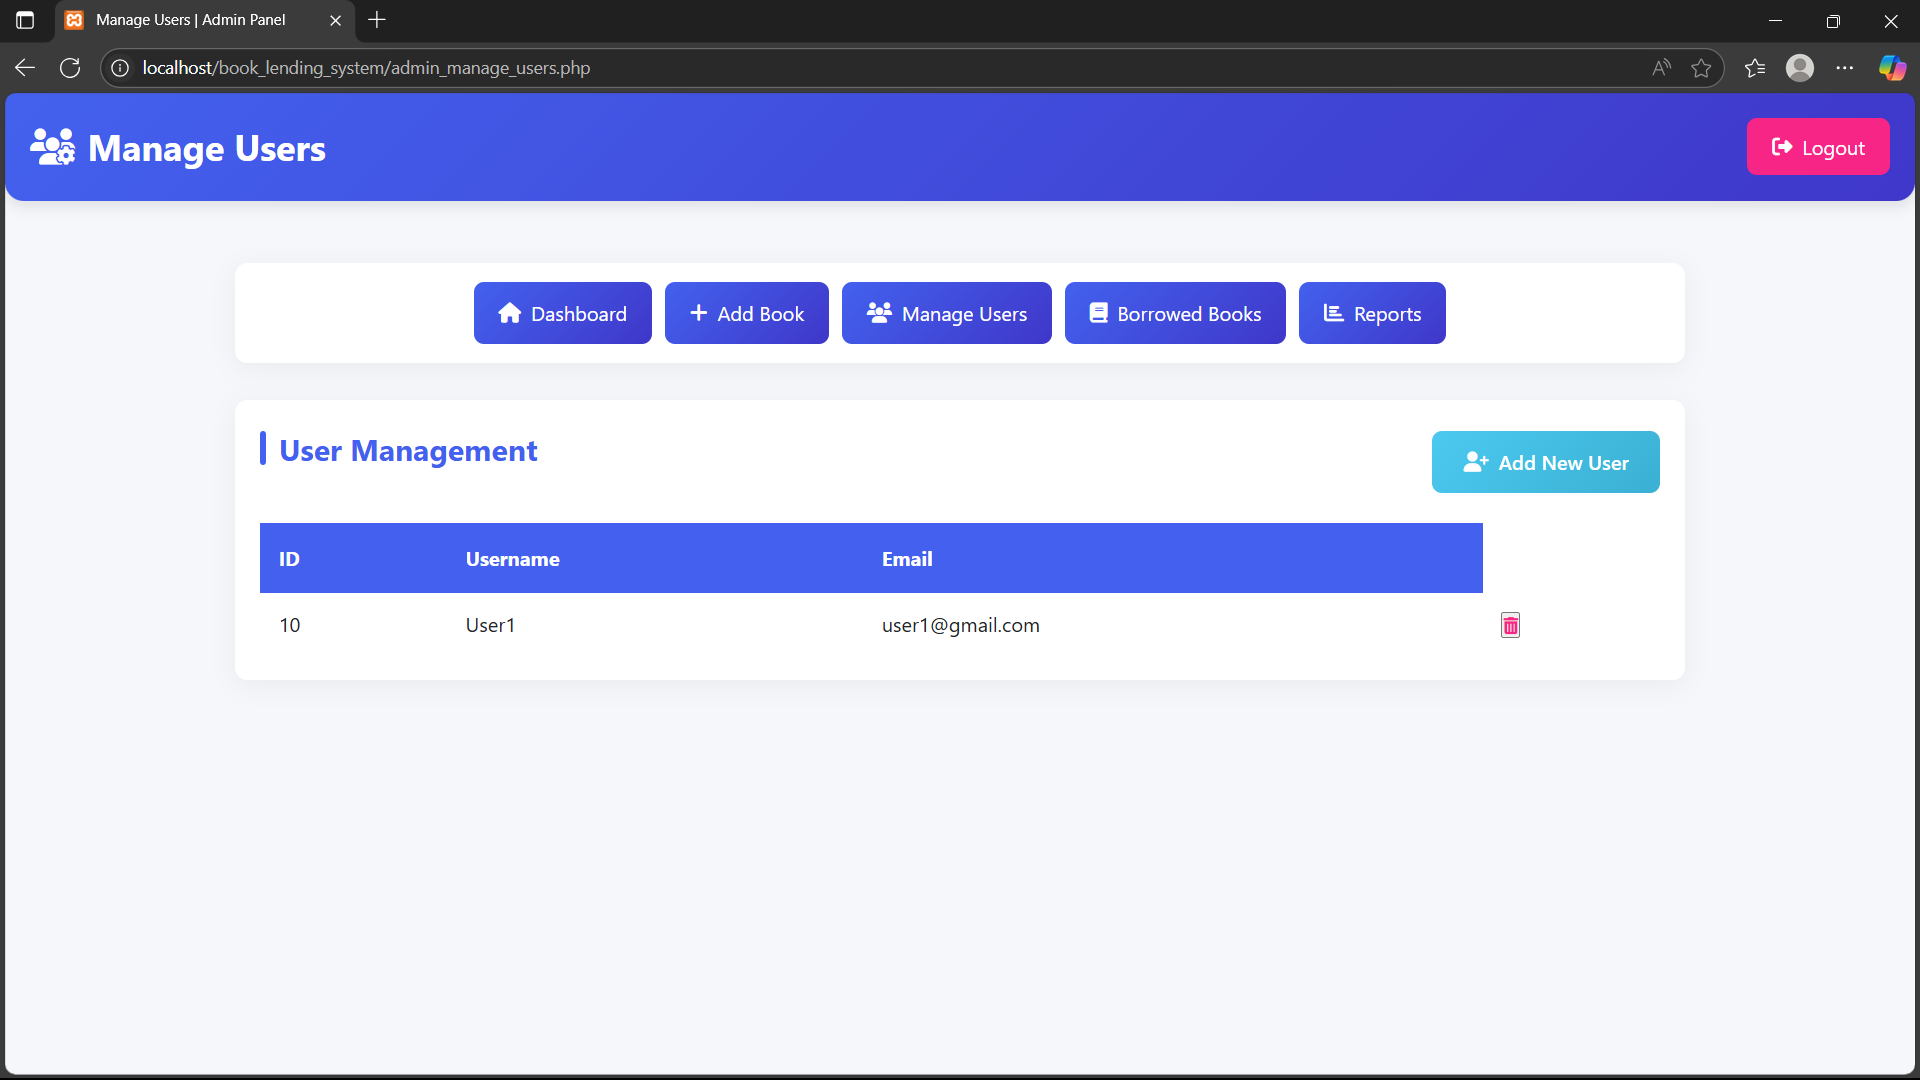 Manage Users | Admin Panel
localhost/book_lending_system/admin_manage_users.php
Manage Users
Logout
Dashboard
Add Book
Manage Users
Borrowed Books
Reports
User Management
Add New User
ID Username Email
10 User1 user1@gmail.com